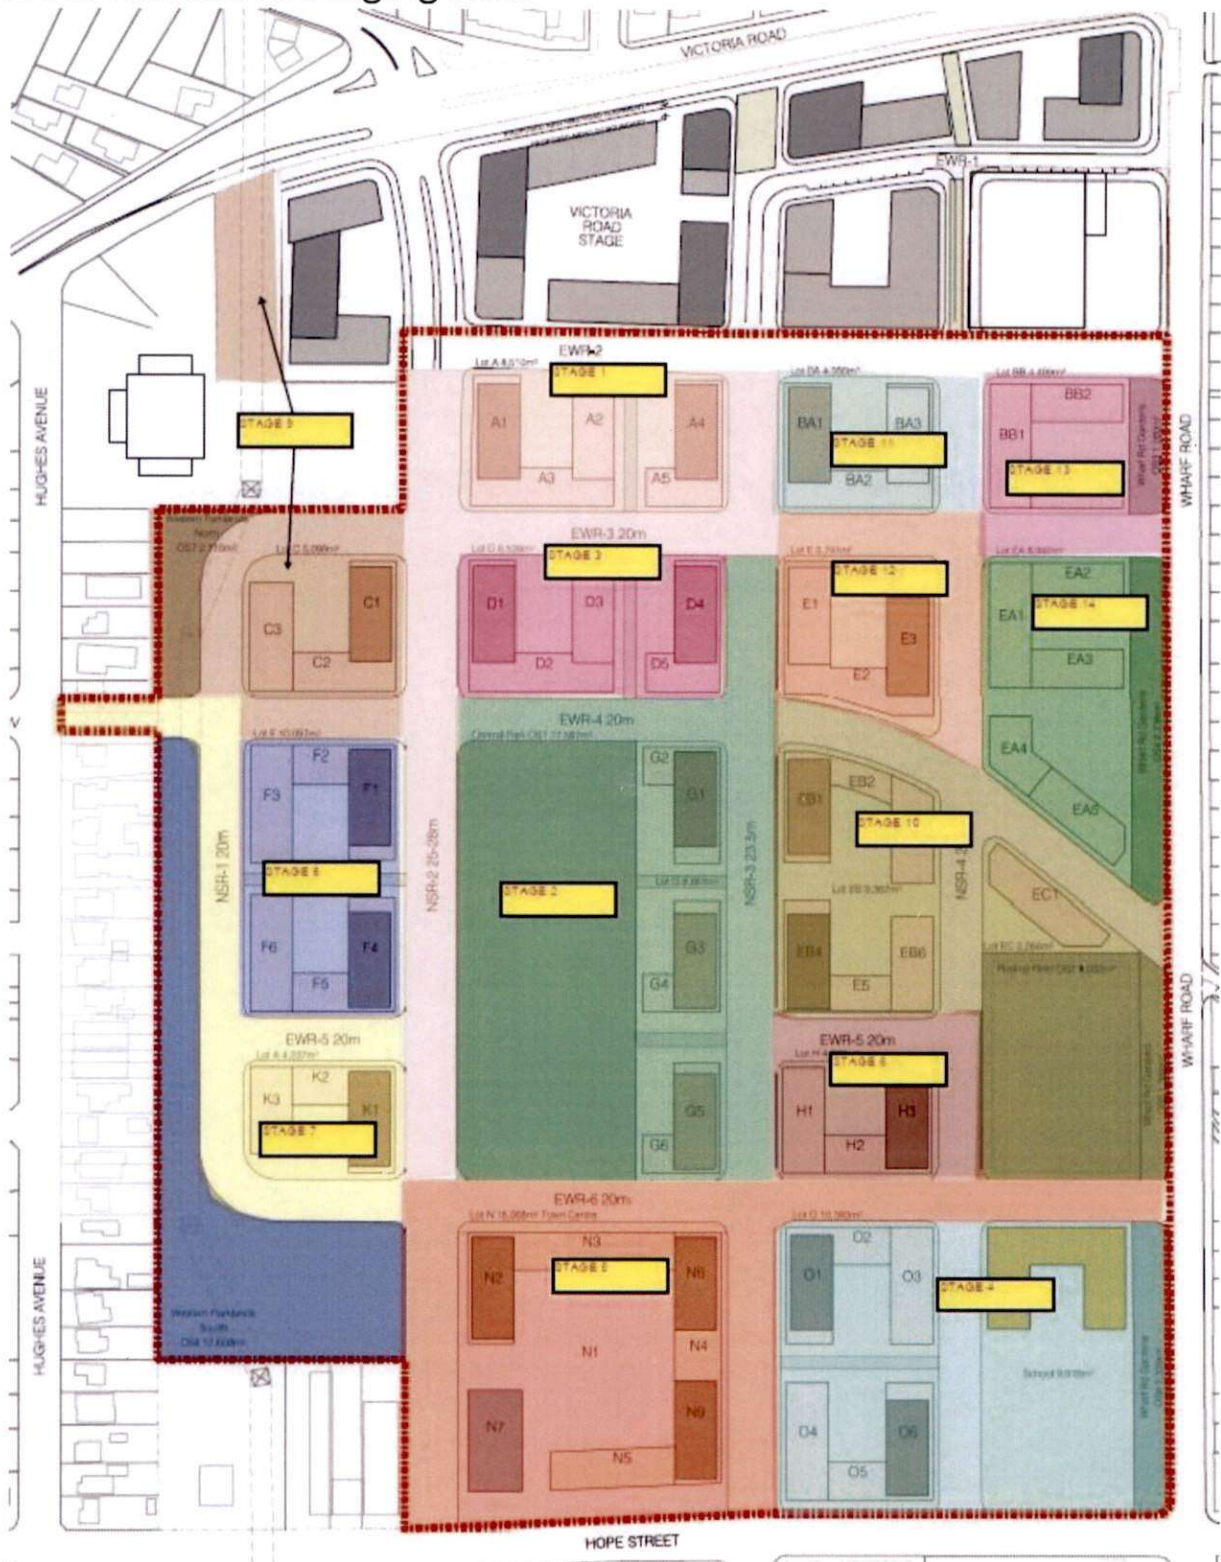 VICTORIA ROAD
EWR-1
VICTORIA
ROAD
STAGE
EWR-2
STAGE 1
A1
A2
A4
A3
A5
BA1
BA3
STAGE 11
BA2
BB2
BB1
STAGE 13
STAGE 9
HUGHES AVENUE
WHARF ROAD
EWR-3 20m
STAGE 3
STAGE 12
STAGE 14
C1
C3
C2
D1
D3
D4
D2
D5
E1
E3
E2
EA2
EA1
EA3
EWR-4 20m
EA4
EA5
F2
F3
F1
G2
G1
EB1
EB2
STAGE 10
NSR-1 20m
NSR-2 25-28m
NSR-3 23.5m
STAGE 2
EC1
F6
F4
F5
G3
G4
EB4
EB6
E5
EWR-5 20m
EWR-5 20m
WHARF ROAD
K2
K3
K1
STAGE 7
G5
G6
H1
H3
H2
EWR-6 20m
Town Centre
N3
N2
N1
N4
N7
N9
N5
O2
O1
O3
STAGE 4
School
O4
O6
O5
HUGHES AVENUE
HOPE STREET